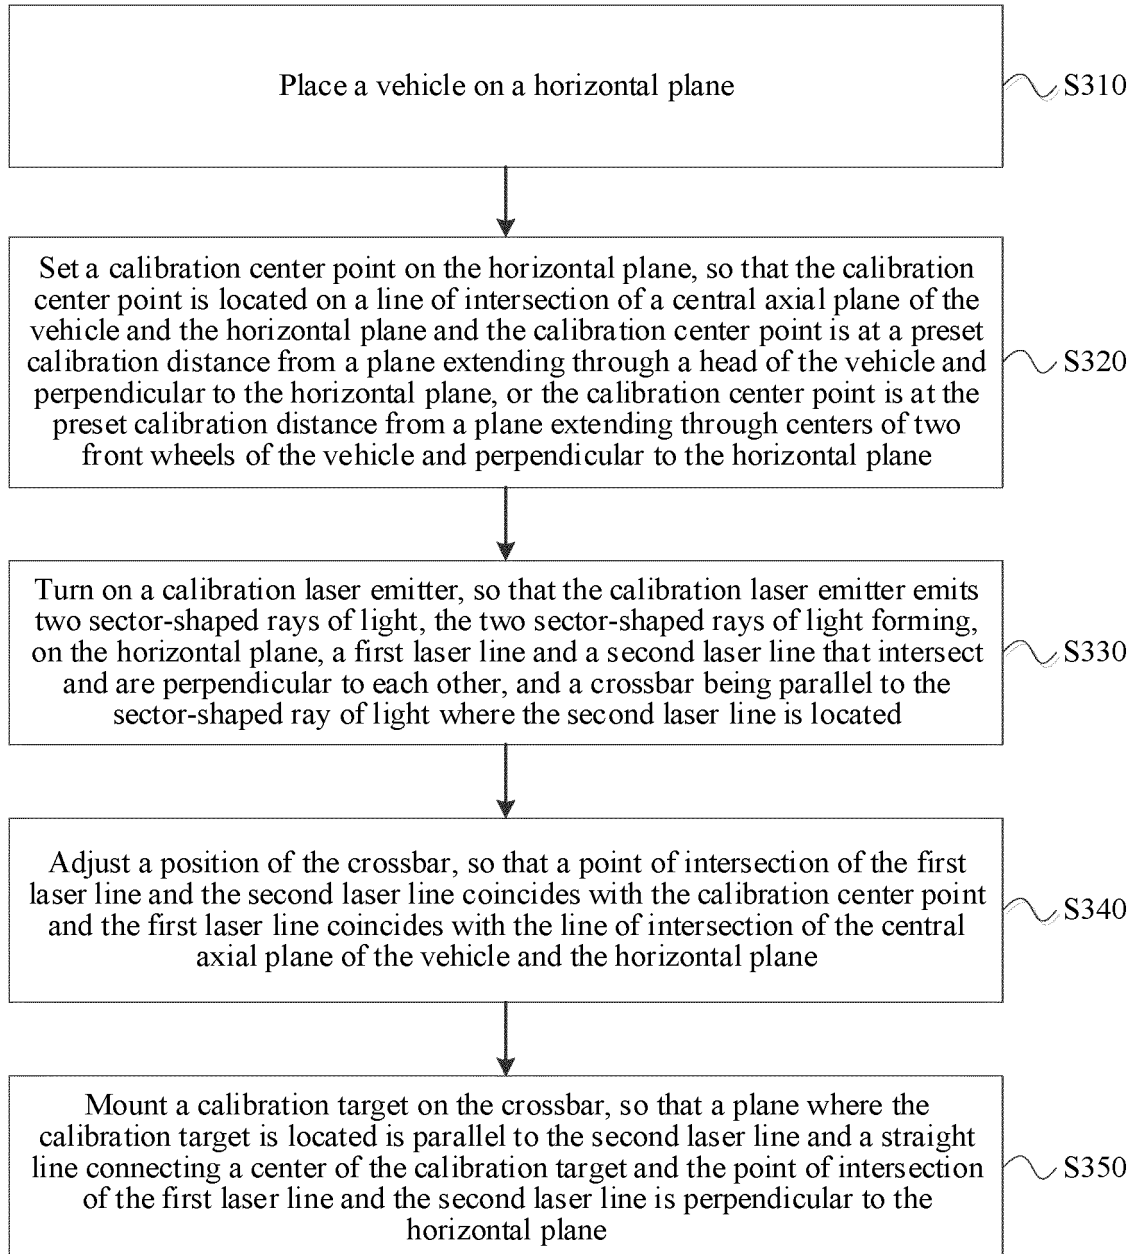 Place a vehicle on a horizontal plane
S310
Set a calibration center point on the horizontal plane, so that the calibration
center point is located on a line of intersection of a central axial plane of the
vehicle and the horizontal plane and the calibration center point is at a preset
calibration distance from a plane extending through a head of the vehicle and
perpendicular to the horizontal plane, or the calibration center point is at the
preset calibration distance from a plane extending through centers of two
front wheels of the vehicle and perpendicular to the horizontal plane
S320
Turn on a calibration laser emitter, so that the calibration laser emitter emits
two sector-shaped rays of light, the two sector-shaped rays of light forming,
on the horizontal plane, a first laser line and a second laser line that intersect
and are perpendicular to each other, and a crossbar being parallel to the
sector-shaped ray of light where the second laser line is located
S330
Adjust a position of the crossbar, so that a point of intersection of the first
laser line and the second laser line coincides with the calibration center point
and the first laser line coincides with the line of intersection of the central
axial plane of the vehicle and the horizontal plane
S340
Mount a calibration target on the crossbar, so that a plane where the
calibration target is located is parallel to the second laser line and a straight
line connecting a center of the calibration target and the point of intersection
of the first laser line and the second laser line is perpendicular to the
horizontal plane
S350